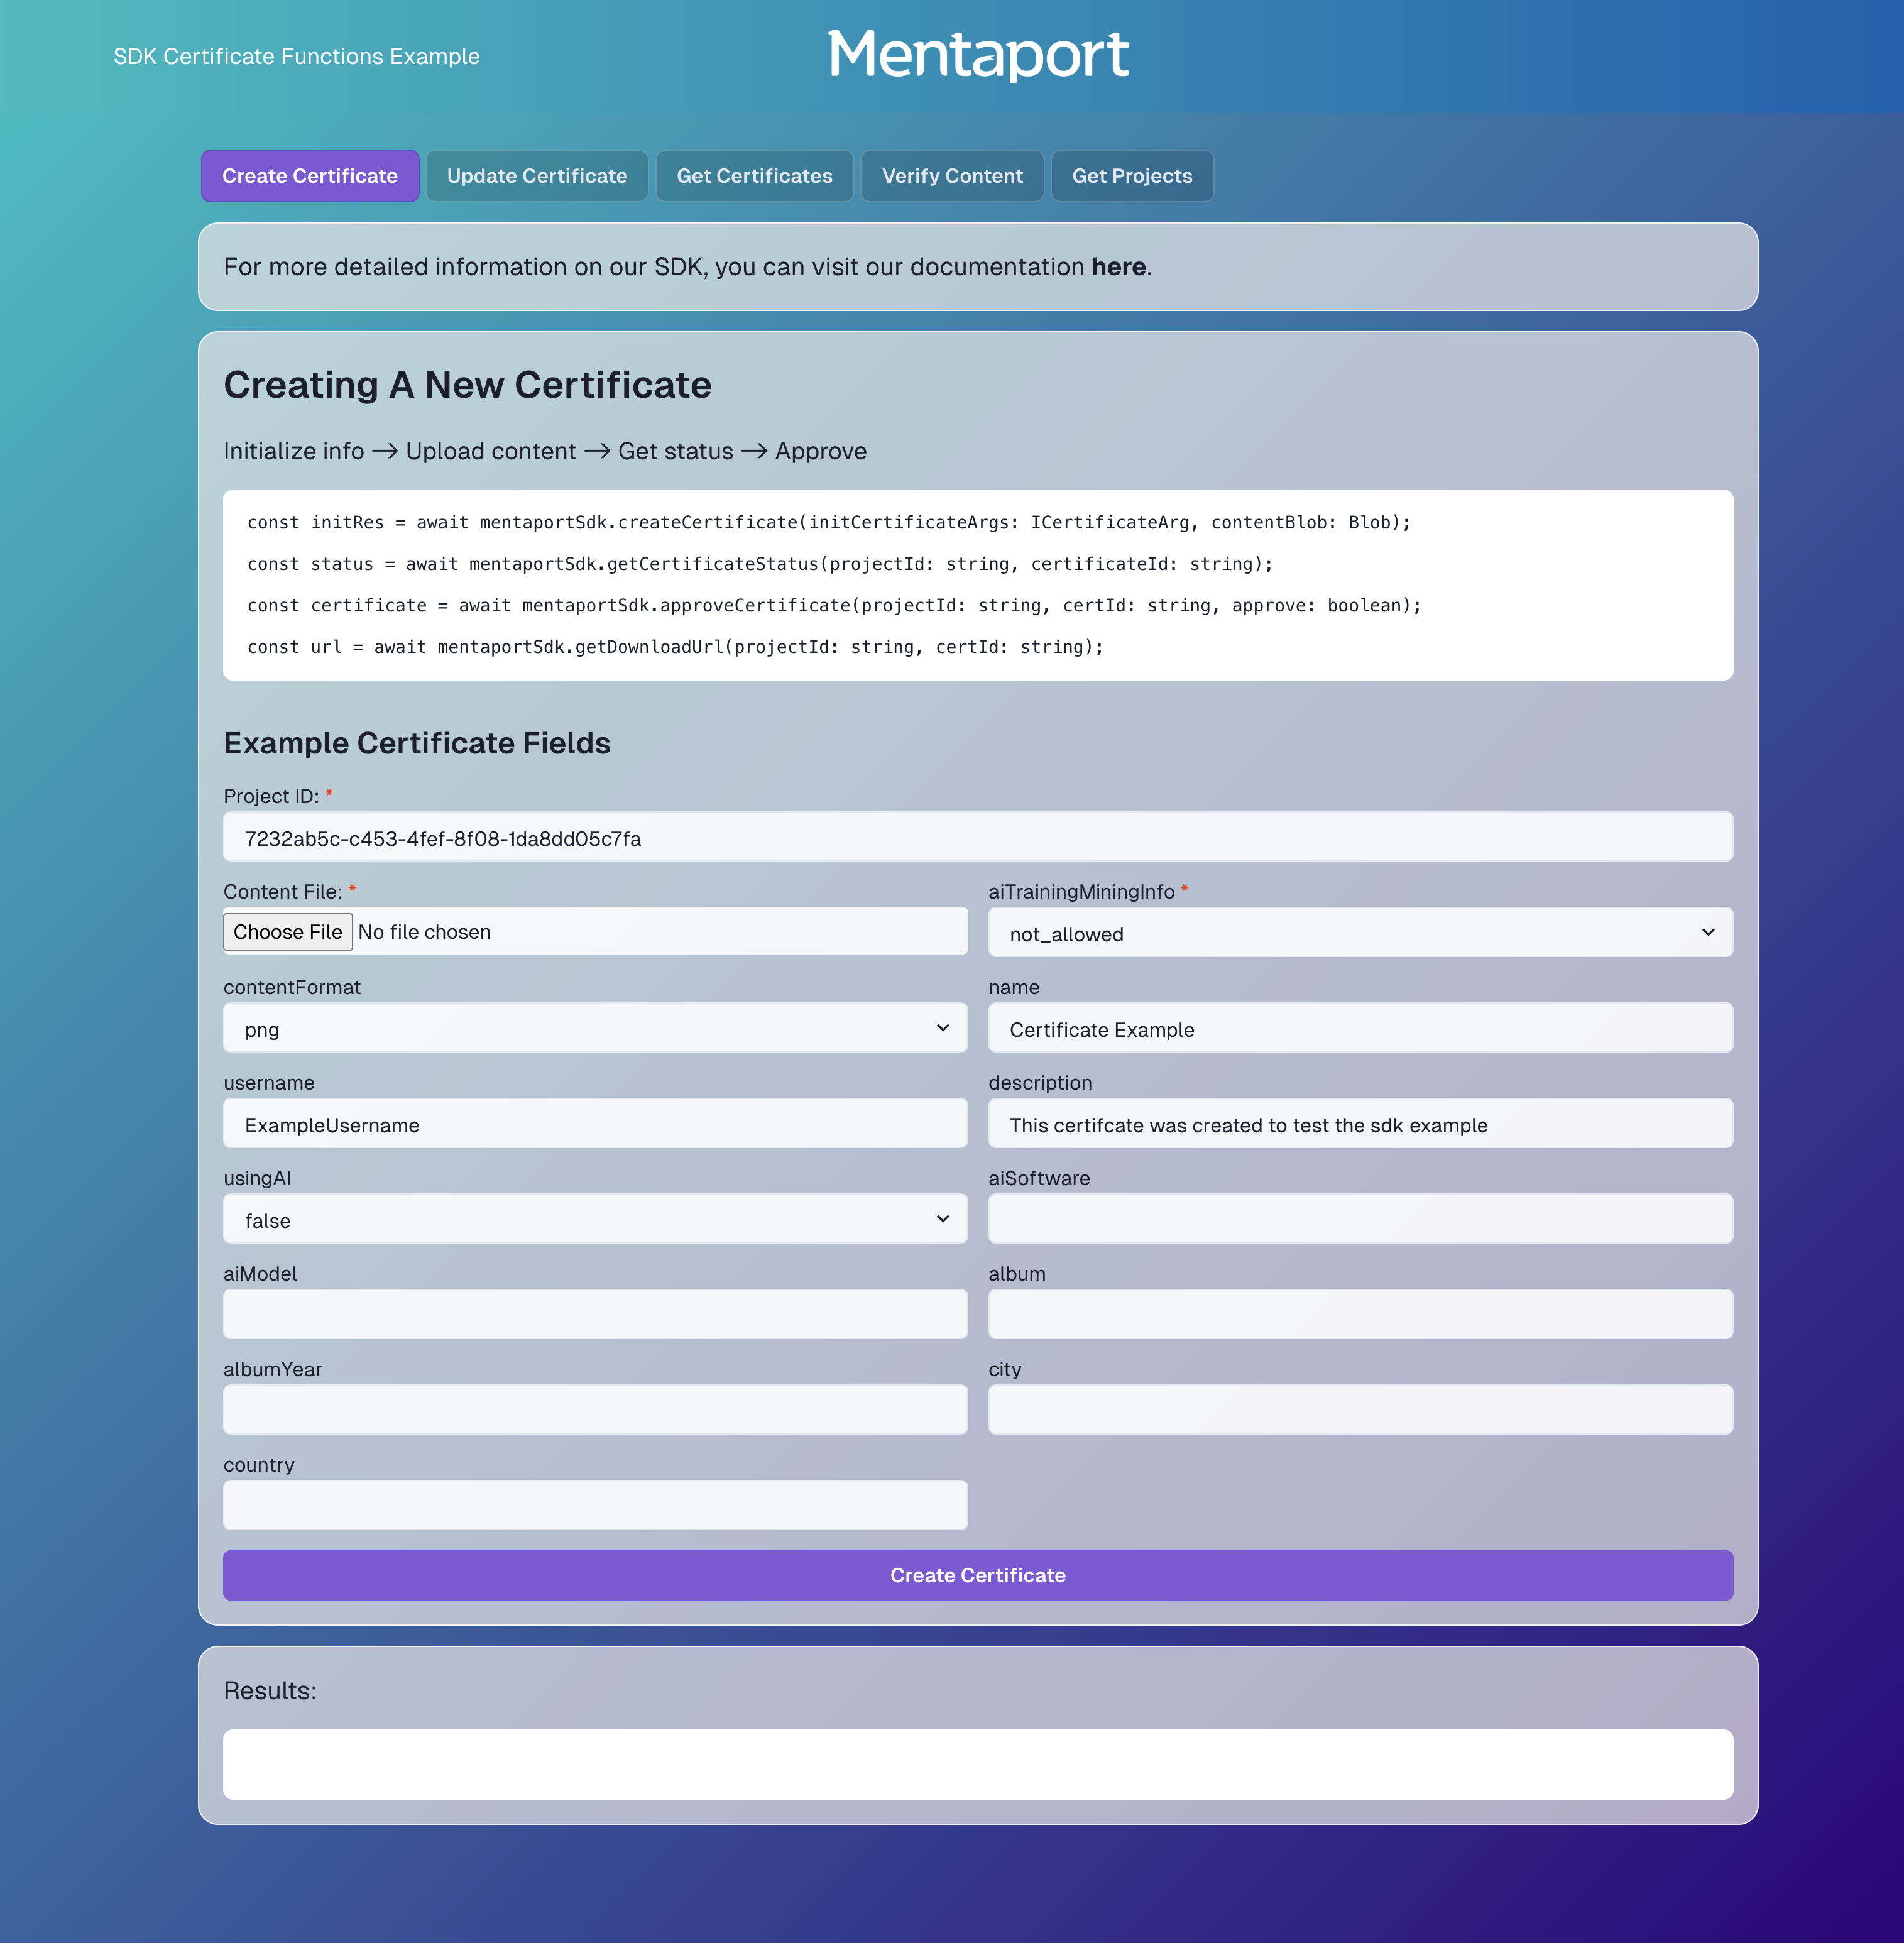 SDK Certificate Functions Example
Mentaport
Create Certificate
Update Certificate
Get Certificates
Verify Content
Get Projects
For more detailed information on our SDK, you can visit our documentation here.
Creating A New Certificate
Initialize info → Upload content → Get status → Approve
const initRes = await mentaportSdk.createCertificate(initCertificateArgs: ICertificateArg, contentBlob: Blob);
const status = await mentaportSdk.getCertificateStatus(projectId: string, certificateId: string);
const certificate = await mentaportSdk.approveCertificate(projectId: string, certId: string, approve: boolean);
const url = await mentaportSdk.getDownloadUrl(projectId: string, certId: string);
Example Certificate Fields
Project ID: *
7232ab5c-c453-4fef-8f08-1da8dd05c7fa
Content File: *
Choose File No file chosen
aiTrainingMiningInfo *
not_allowed
contentFormat
png
name
Certificate Example
username
ExampleUsername
description
This certifcate was created to test the sdk example
usingAI
false
aiSoftware
aiModel
album
albumYear
city
country
Create Certificate
Results: